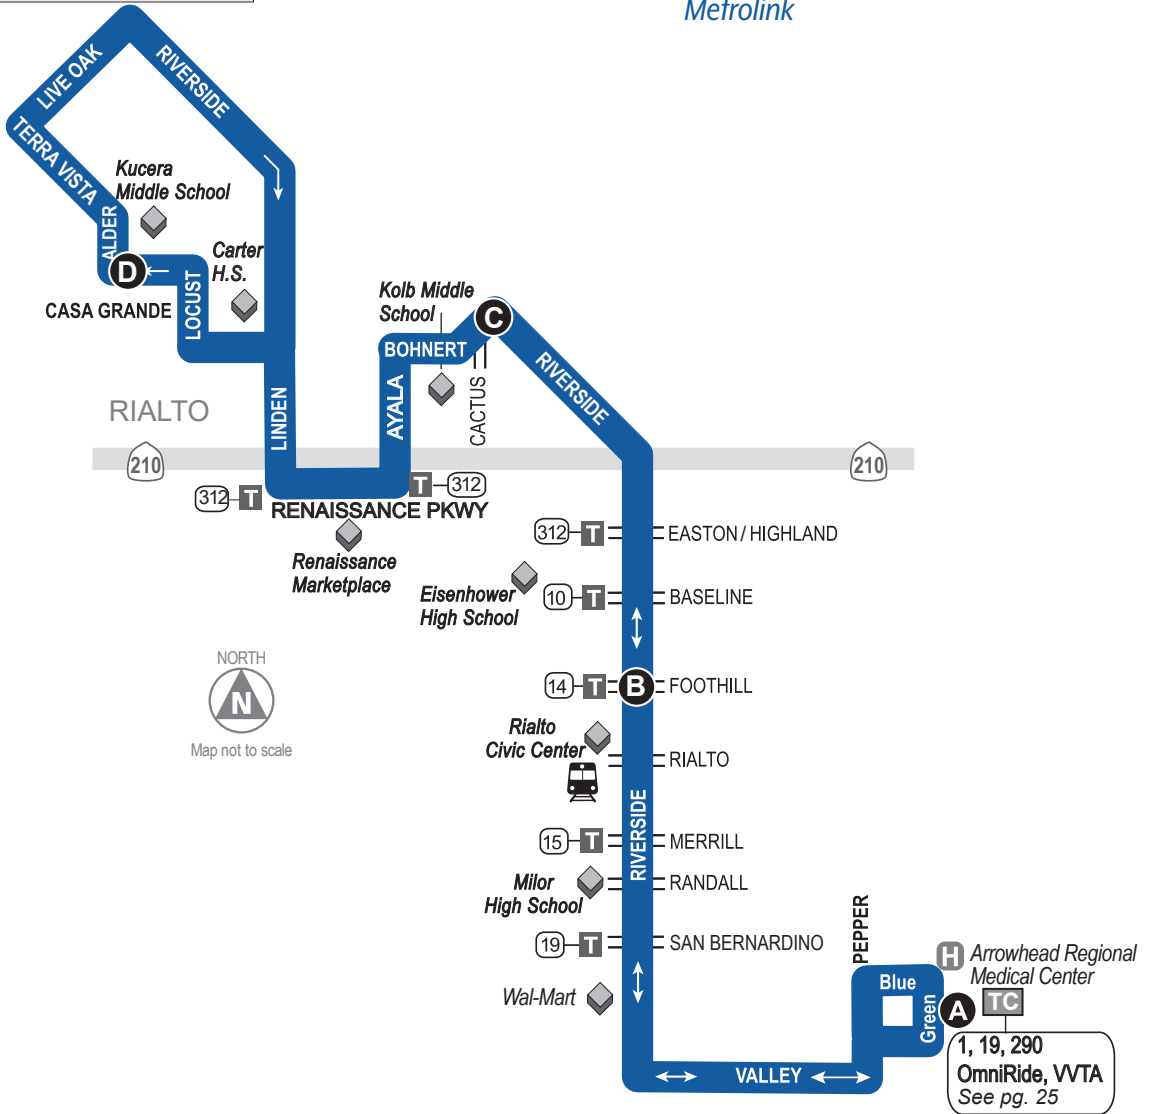 Metrolink
LIVE OAK
RIVERSIDE
TERRA VISTA
Kucera
Middle School
ALDER
Carter
H.S.
D
CASA GRANDE
LOCUST
Kolb Middle
School
C
BOHNERT
RIVERSIDE
LINDEN
AYALA
CACTUS
RIALTO
210
210
312 T
T 312
RENAISSANCE PKWY
Renaissance
Marketplace
312 T EASTON / HIGHLAND
Eisenhower
High School
10 T BASELINE
NORTH
N
Map not to scale
14 T B FOOTHILL
Rialto
Civic Center
RIALTO
RIVERSIDE
15 T MERRILL
Milor
High School
RANDALL
19 T SAN BERNARDINO
PEPPER
H Arrowhead Regional
Medical Center
Wal-Mart
Blue
Green
A
TC
1, 19, 290
OmniRide, VVTA
See pg. 25
VALLEY